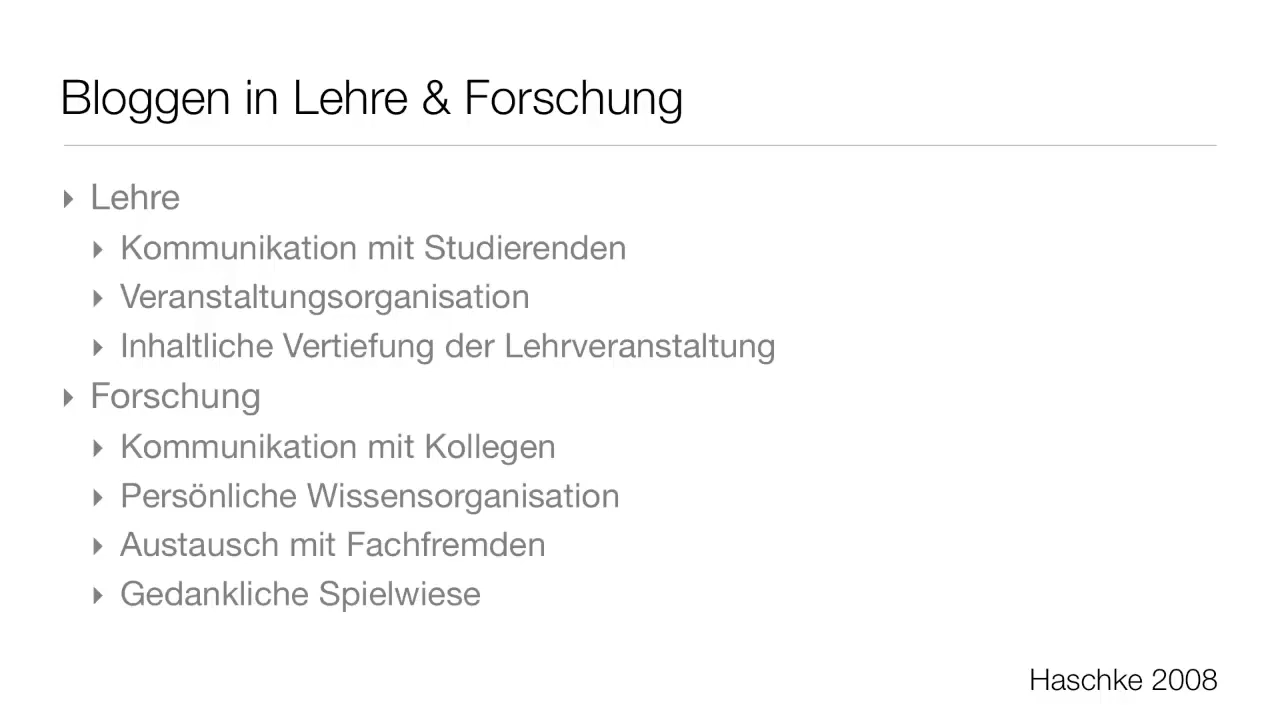 Bloggen in Lehre & Forschung
Lehre
Kommunikation mit Studierenden
Veranstaltungsorganisation
Inhaltliche Vertiefung der Lehrveranstaltung
Forschung
Kommunikation mit Kollegen
Persönliche Wissensorganisation
Austausch mit Fachfremden
Gedankliche Spielwiese
Haschke 2008